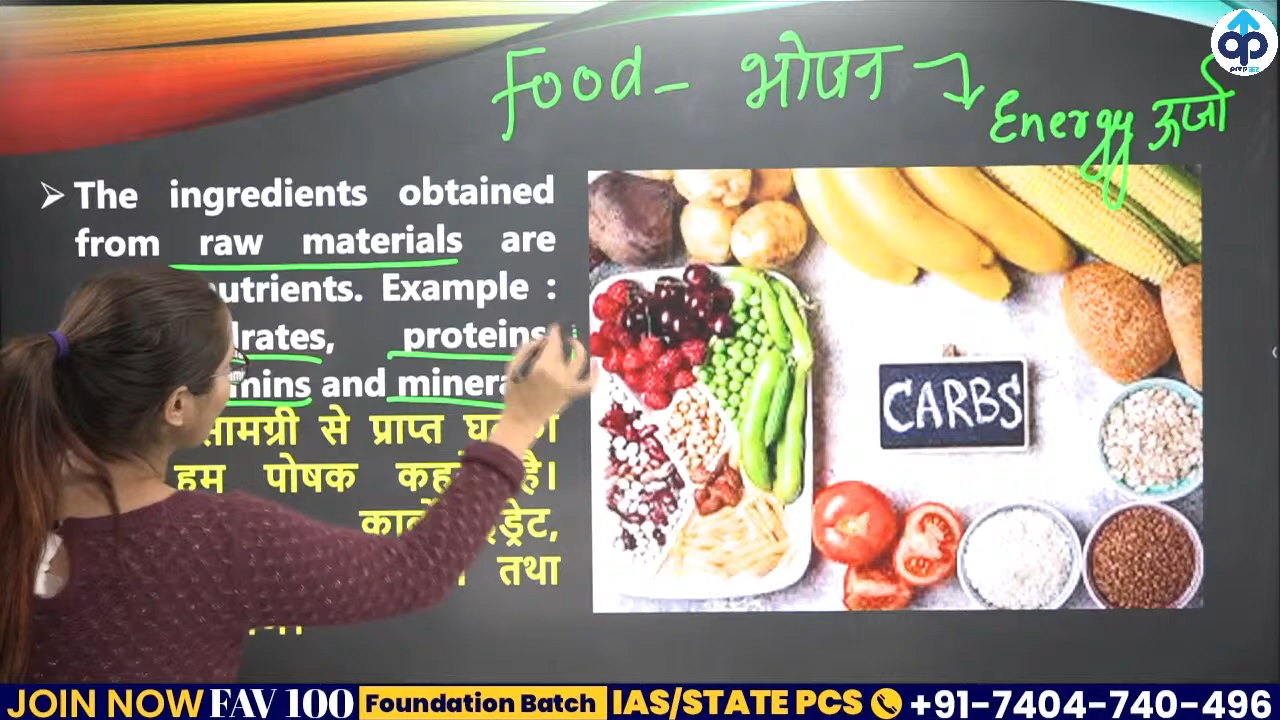 Food - भोजन → Energy ऊर्जा
prep
The ingredients obtained
from raw materials are
nutrients. Example :
proteins
and
सामग्री से प्राप्त
हम पोषक
तथा
CARBS
JOIN NOW FAV 100 Foundation Batch IAS/STATE PCS +91-7404-740-496